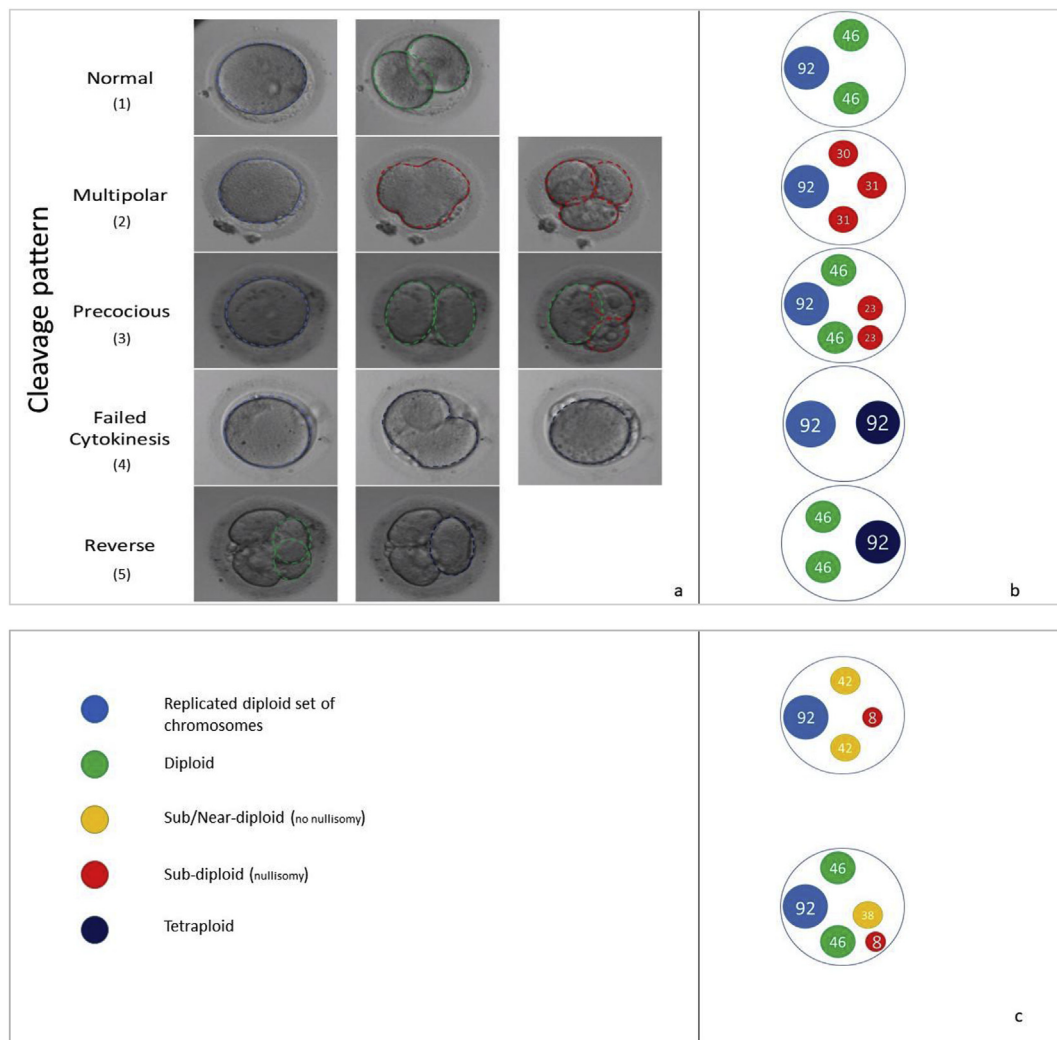 Cleavage pattern
Normal
(1)
92
46
46
Multipolar
(2)
92
30
31
31
Precocious
(3)
92
46
46
23
23
Failed
Cytokinesis
(4)
92
92
Reverse
(5)
46
46
92
a
b
Replicated diploid set of
chromosomes
Diploid
Sub/Near-diploid (no nullisomy)
Sub-diploid (nullisomy)
Tetraploid
92
42
42
8
92
46
46
38
8
c